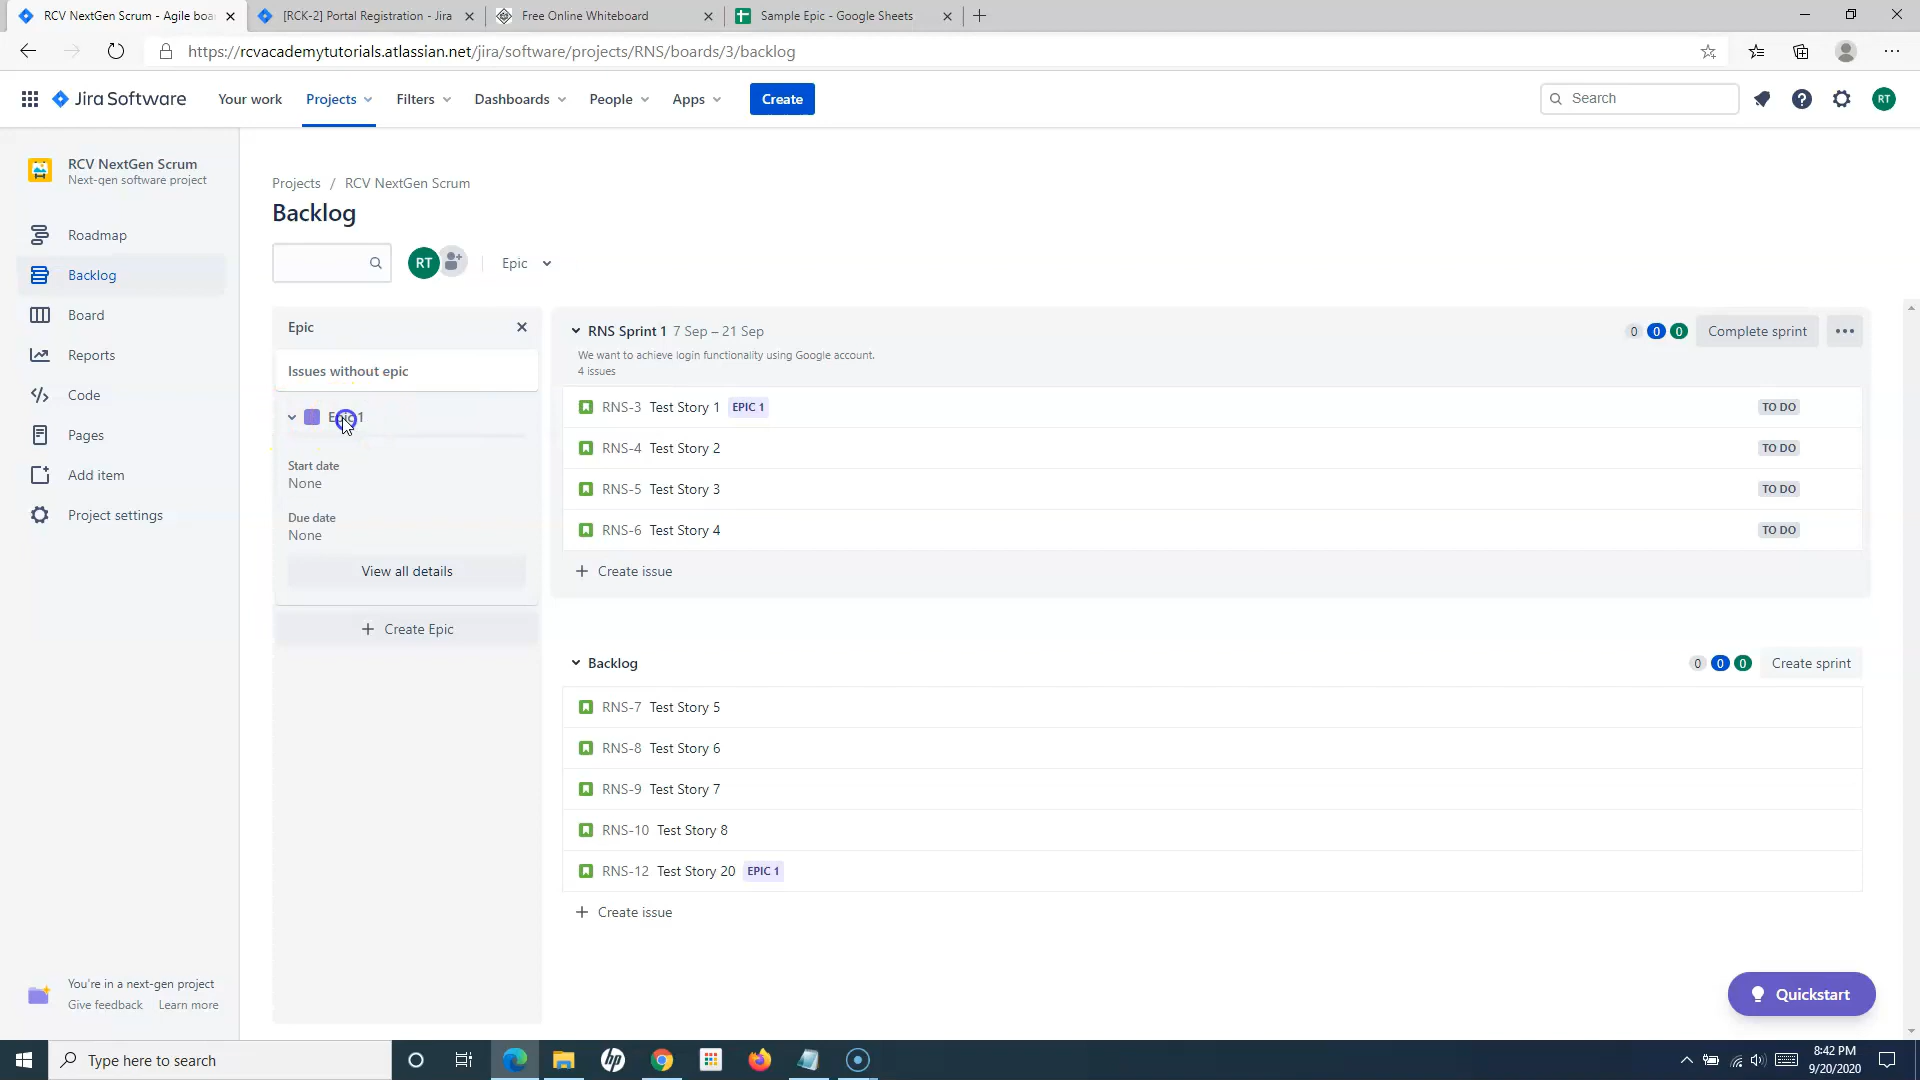 RCV NextGen Scrum - Agile boa
[RCK-2] Portal Registration - Jira
Free Online Whiteboard
Sample Epic - Google Sheets
https://rcvacademytutorials.atlassian.net/jira/software/projects/RNS/boards/3/backlog
Jira Software
Your work
Projects
Filters
Dashboards
People
Apps
Create
Search
RT
RCV NextGen Scrum
Next-gen software project
Roadmap
Backlog
Board
Reports
Code
Pages
Add item
Project settings
You're in a next-gen project
Give feedback
Learn more
Projects / RCV NextGen Scrum
Backlog
RT
Epic
Epic
Issues without epic
Epic 1
Start date
None
Due date
None
View all details
+ Create Epic
RNS Sprint 1 7 Sep – 21 Sep
0 0 0
Complete sprint
We want to achieve login functionality using Google account.
4 issues
RNS-3 Test Story 1 EPIC 1 TO DO
RNS-4 Test Story 2 TO DO
RNS-5 Test Story 3 TO DO
RNS-6 Test Story 4 TO DO
+ Create issue
Backlog
0 0 0
Create sprint
RNS-7 Test Story 5
RNS-8 Test Story 6
RNS-9 Test Story 7
RNS-10 Test Story 8
RNS-12 Test Story 20 EPIC 1
+ Create issue
Quickstart
Type here to search
hp
8:42 PM
9/20/2020